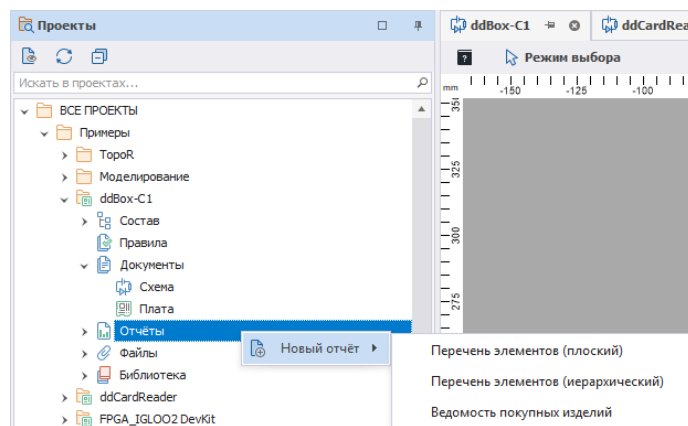 Проекты
ddBox-C1
ddCardRea
Режим выбора
Искать в проектах...
mm -150 -125 -100
350
325
300
275
ВСЕ ПРОЕКТЫ
Примеры
TopoR
Моделирование
ddBox-C1
Состав
Правила
Документы
Схема
Плата
Отчёты
Файлы
Библиотека
ddCardReader
FPGA_IGLOO2 DevKit
Новый отчёт
Перечень элементов (плоский)
Перечень элементов (иерархический)
Ведомость покупных изделий